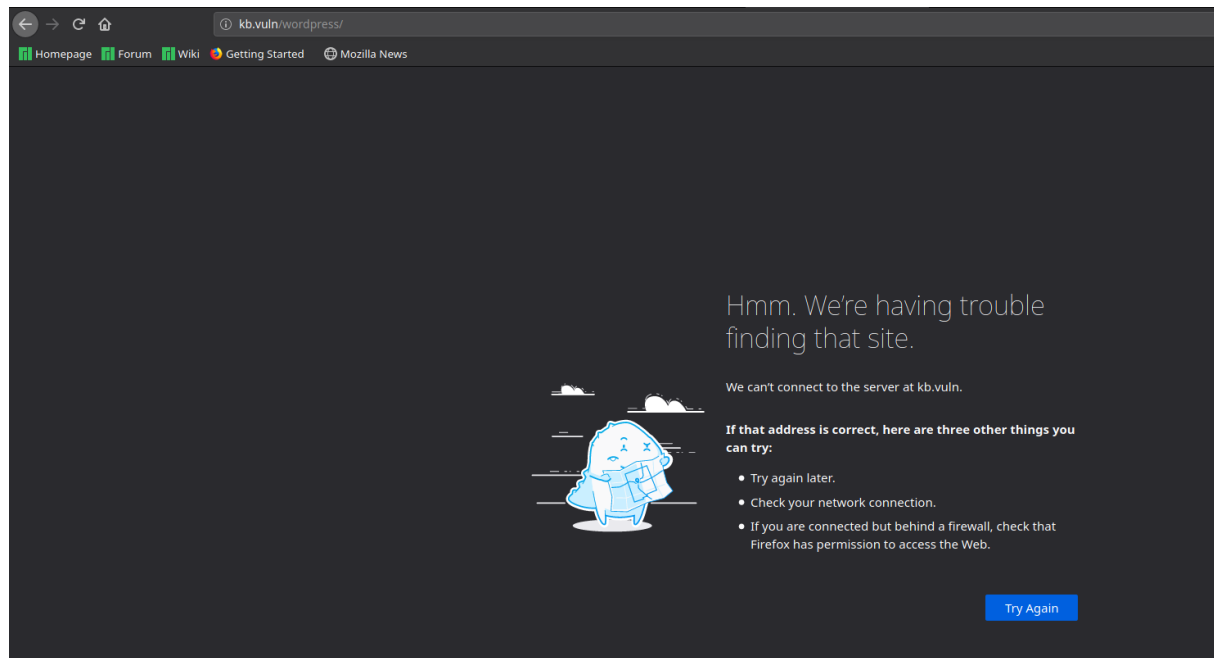 kb.vuln/wordpress/
Homepage Forum Wiki Getting Started Mozilla News
Hmm. We're having trouble
finding that site.
We can't connect to the server at kb.vuln.
If that address is correct, here are three other things you
can try:
• Try again later.
• Check your network connection.
• If you are connected but behind a firewall, check that
Firefox has permission to access the Web.
Try Again